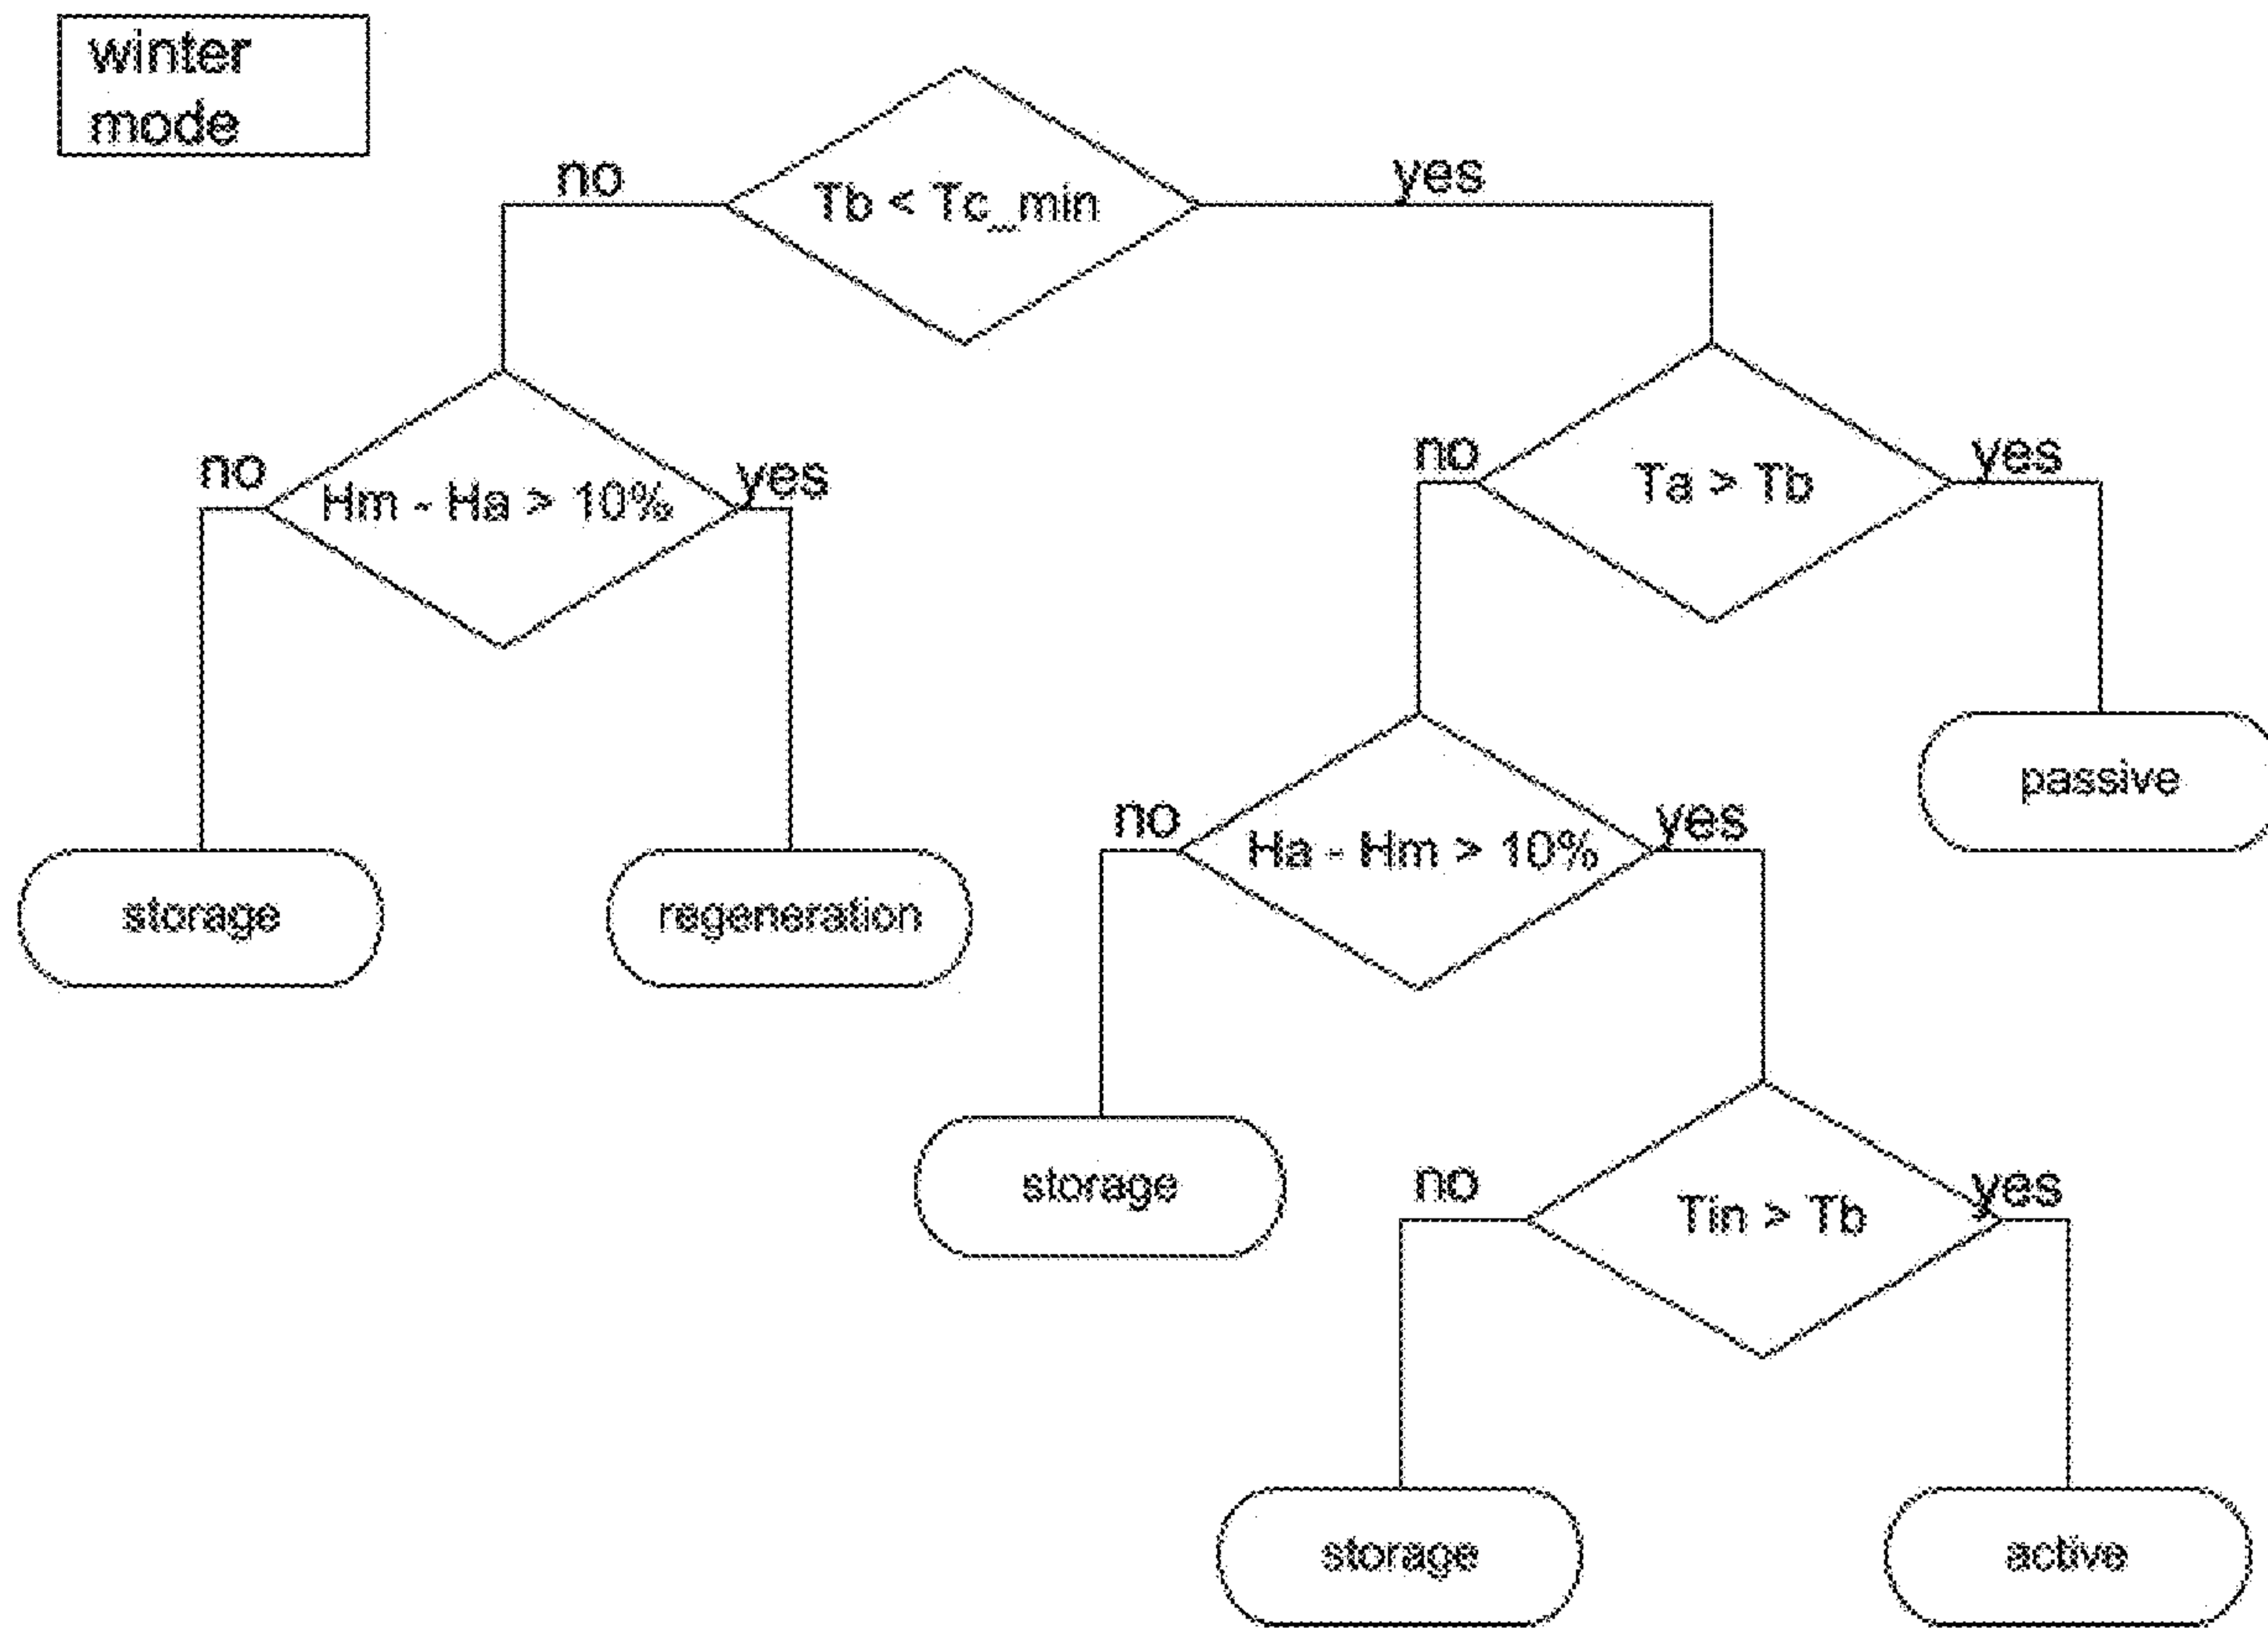 winter
mode
no
Tb < Tc_min
yes
no
Hm - Ha > 10%
yes
no
Ta > Tb
yes
storage
regeneration
no
Ha - Hm > 10%
yes
passive
storage
no
Tin > Tb
yes
storage
active